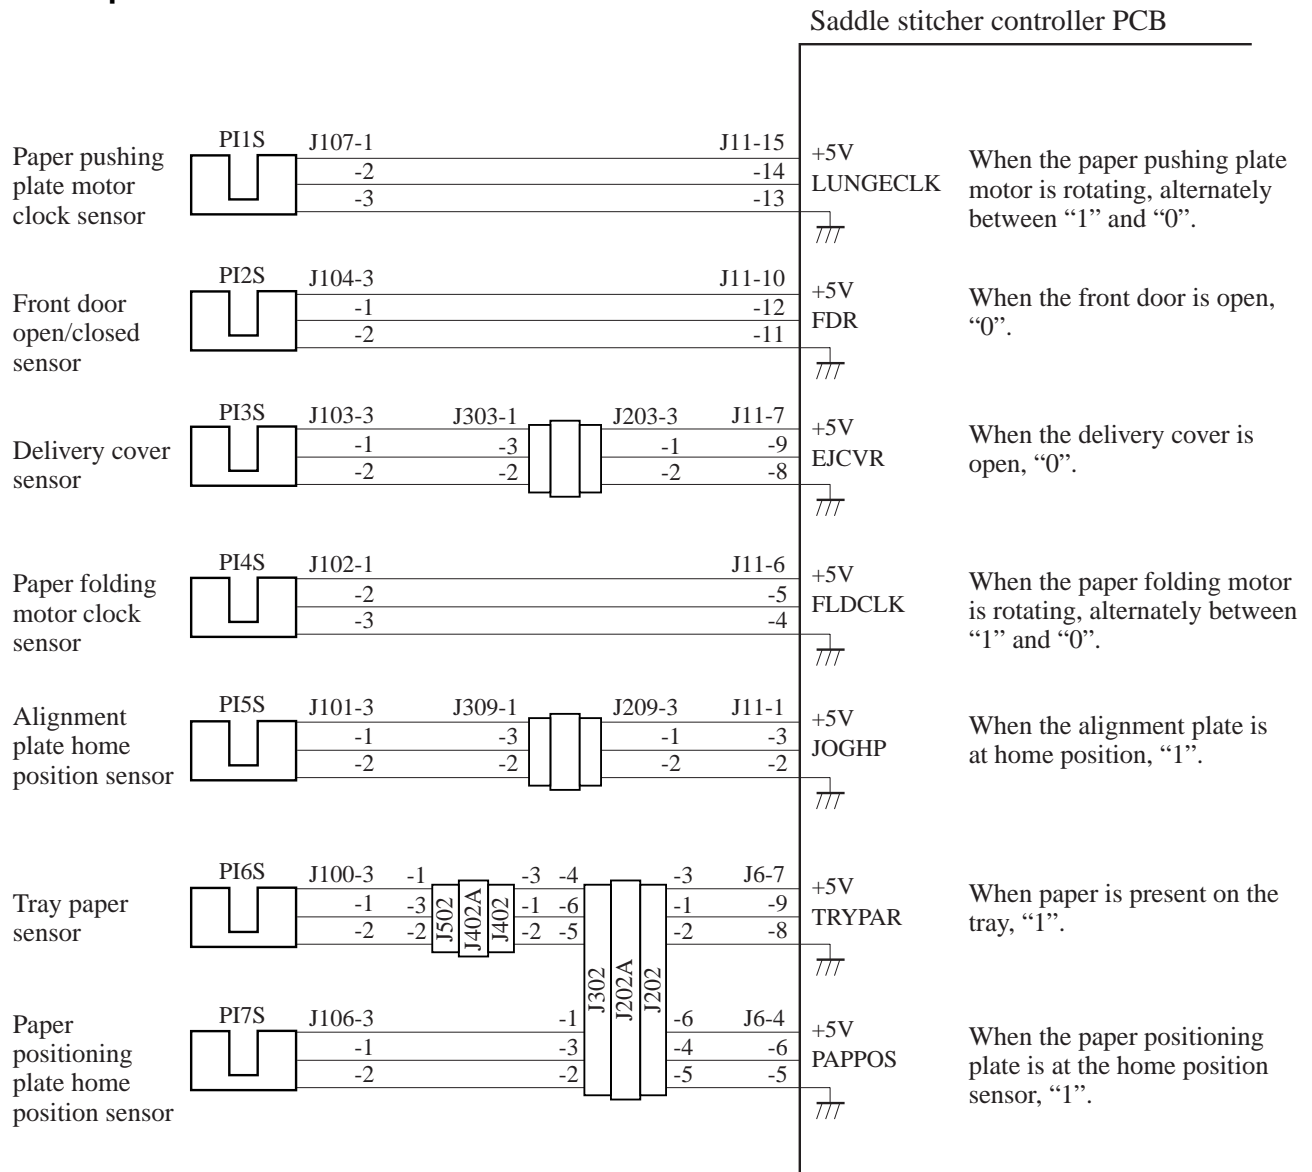 Saddle stitcher controller PCB
Paper pushing
plate motor
clock sensor
PI1S
J107-1
-2
-3
J11-15
-14
-13
+5V
LUNGECLK
When the paper pushing plate
motor is rotating, alternately
between “1” and “0”.
Front door
open/closed
sensor
PI2S
J104-3
-1
-2
J11-10
-12
-11
+5V
FDR
When the front door is open,
“0”.
Delivery cover
sensor
PI3S
J103-3
-1
-2
J303-1
-3
-2
J203-3
-1
-2
J11-7
-9
-8
+5V
EJCVR
When the delivery cover is
open, “0”.
Paper folding
motor clock
sensor
PI4S
J102-1
-2
-3
J11-6
-5
-4
+5V
FLDCLK
When the paper folding motor
is rotating, alternately between
“1” and “0”.
Alignment
plate home
position sensor
PI5S
J101-3
-1
-2
J309-1
-3
-2
J209-3
-1
-2
J11-1
-3
-2
+5V
JOGHP
When the alignment plate is
at home position, “1”.
Tray paper
sensor
PI6S
J100-3
-1
-2
-1
-3
-2
J502
J402A
J402
-3
-1
-2
-4
-6
-5
-3
-1
-2
J6-7
-9
-8
+5V
TRYPAR
When paper is present on the
tray, “1”.
J302
J202A
J202
Paper
positioning
plate home
position sensor
PI7S
J106-3
-1
-2
-1
-3
-2
-6
-4
-5
J6-4
-6
-5
+5V
PAPPOS
When the paper positioning
plate is at the home position
sensor, “1”.